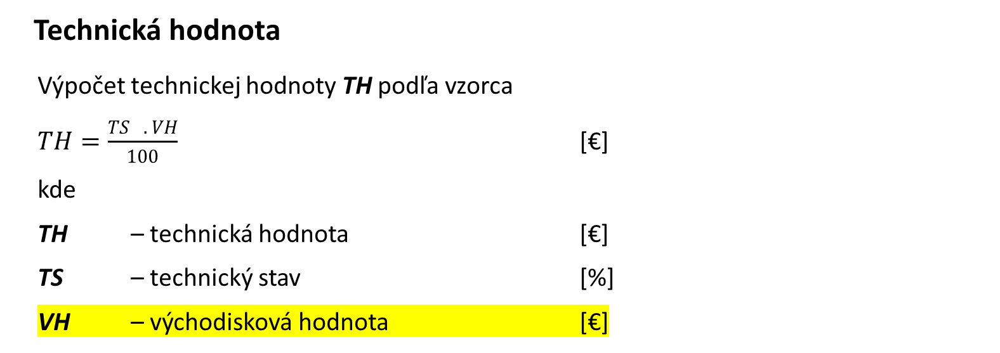 Technická hodnota
Výpočet technickej hodnoty TH podľa vzorca
TH = TS . VH / 100 [€]
kde
TH – technická hodnota [€]
TS – technický stav [%]
VH – východisková hodnota [€]